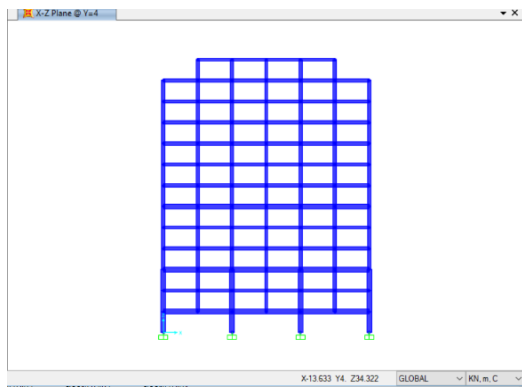 X-Z Plane @ Y=4
X-13.633 Y4. Z34.322
GLOBAL
KN, m, C